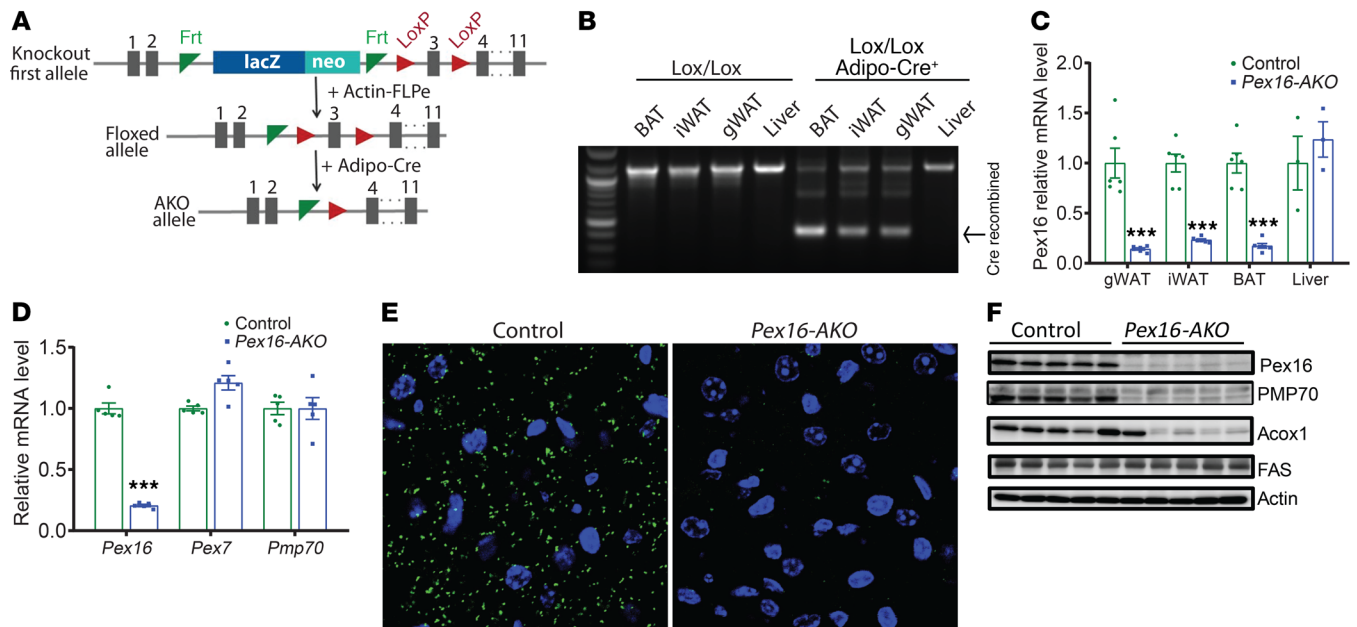 A
Knockout
first allele
1
2
Frt
lacZ
neo
Frt
LoxP
3
LoxP
4
11
+ Actin-FLPe
Floxed
allele
1
2
3
4
11
+ Adipo-Cre
AKO
allele
1
2
4
11
B
Lox/Lox
Lox/Lox
Adipo-Cre+
BAT
iWAT
gWAT
Liver
BAT
iWAT
gWAT
Liver
Cre recombined
C
Control
Pex16-AKO
Pex16 relative mRNA level
2.0
1.5
1.0
0.5
0.0
***
***
***
gWAT
iWAT
BAT
Liver
D
Control
Pex16-AKO
Relative mRNA level
1.5
1.0
0.5
0.0
***
Pex16
Pex7
Pmp70
E
Control
Pex16-AKO
F
Control
Pex16-AKO
Pex16
PMP70
Acox1
FAS
Actin